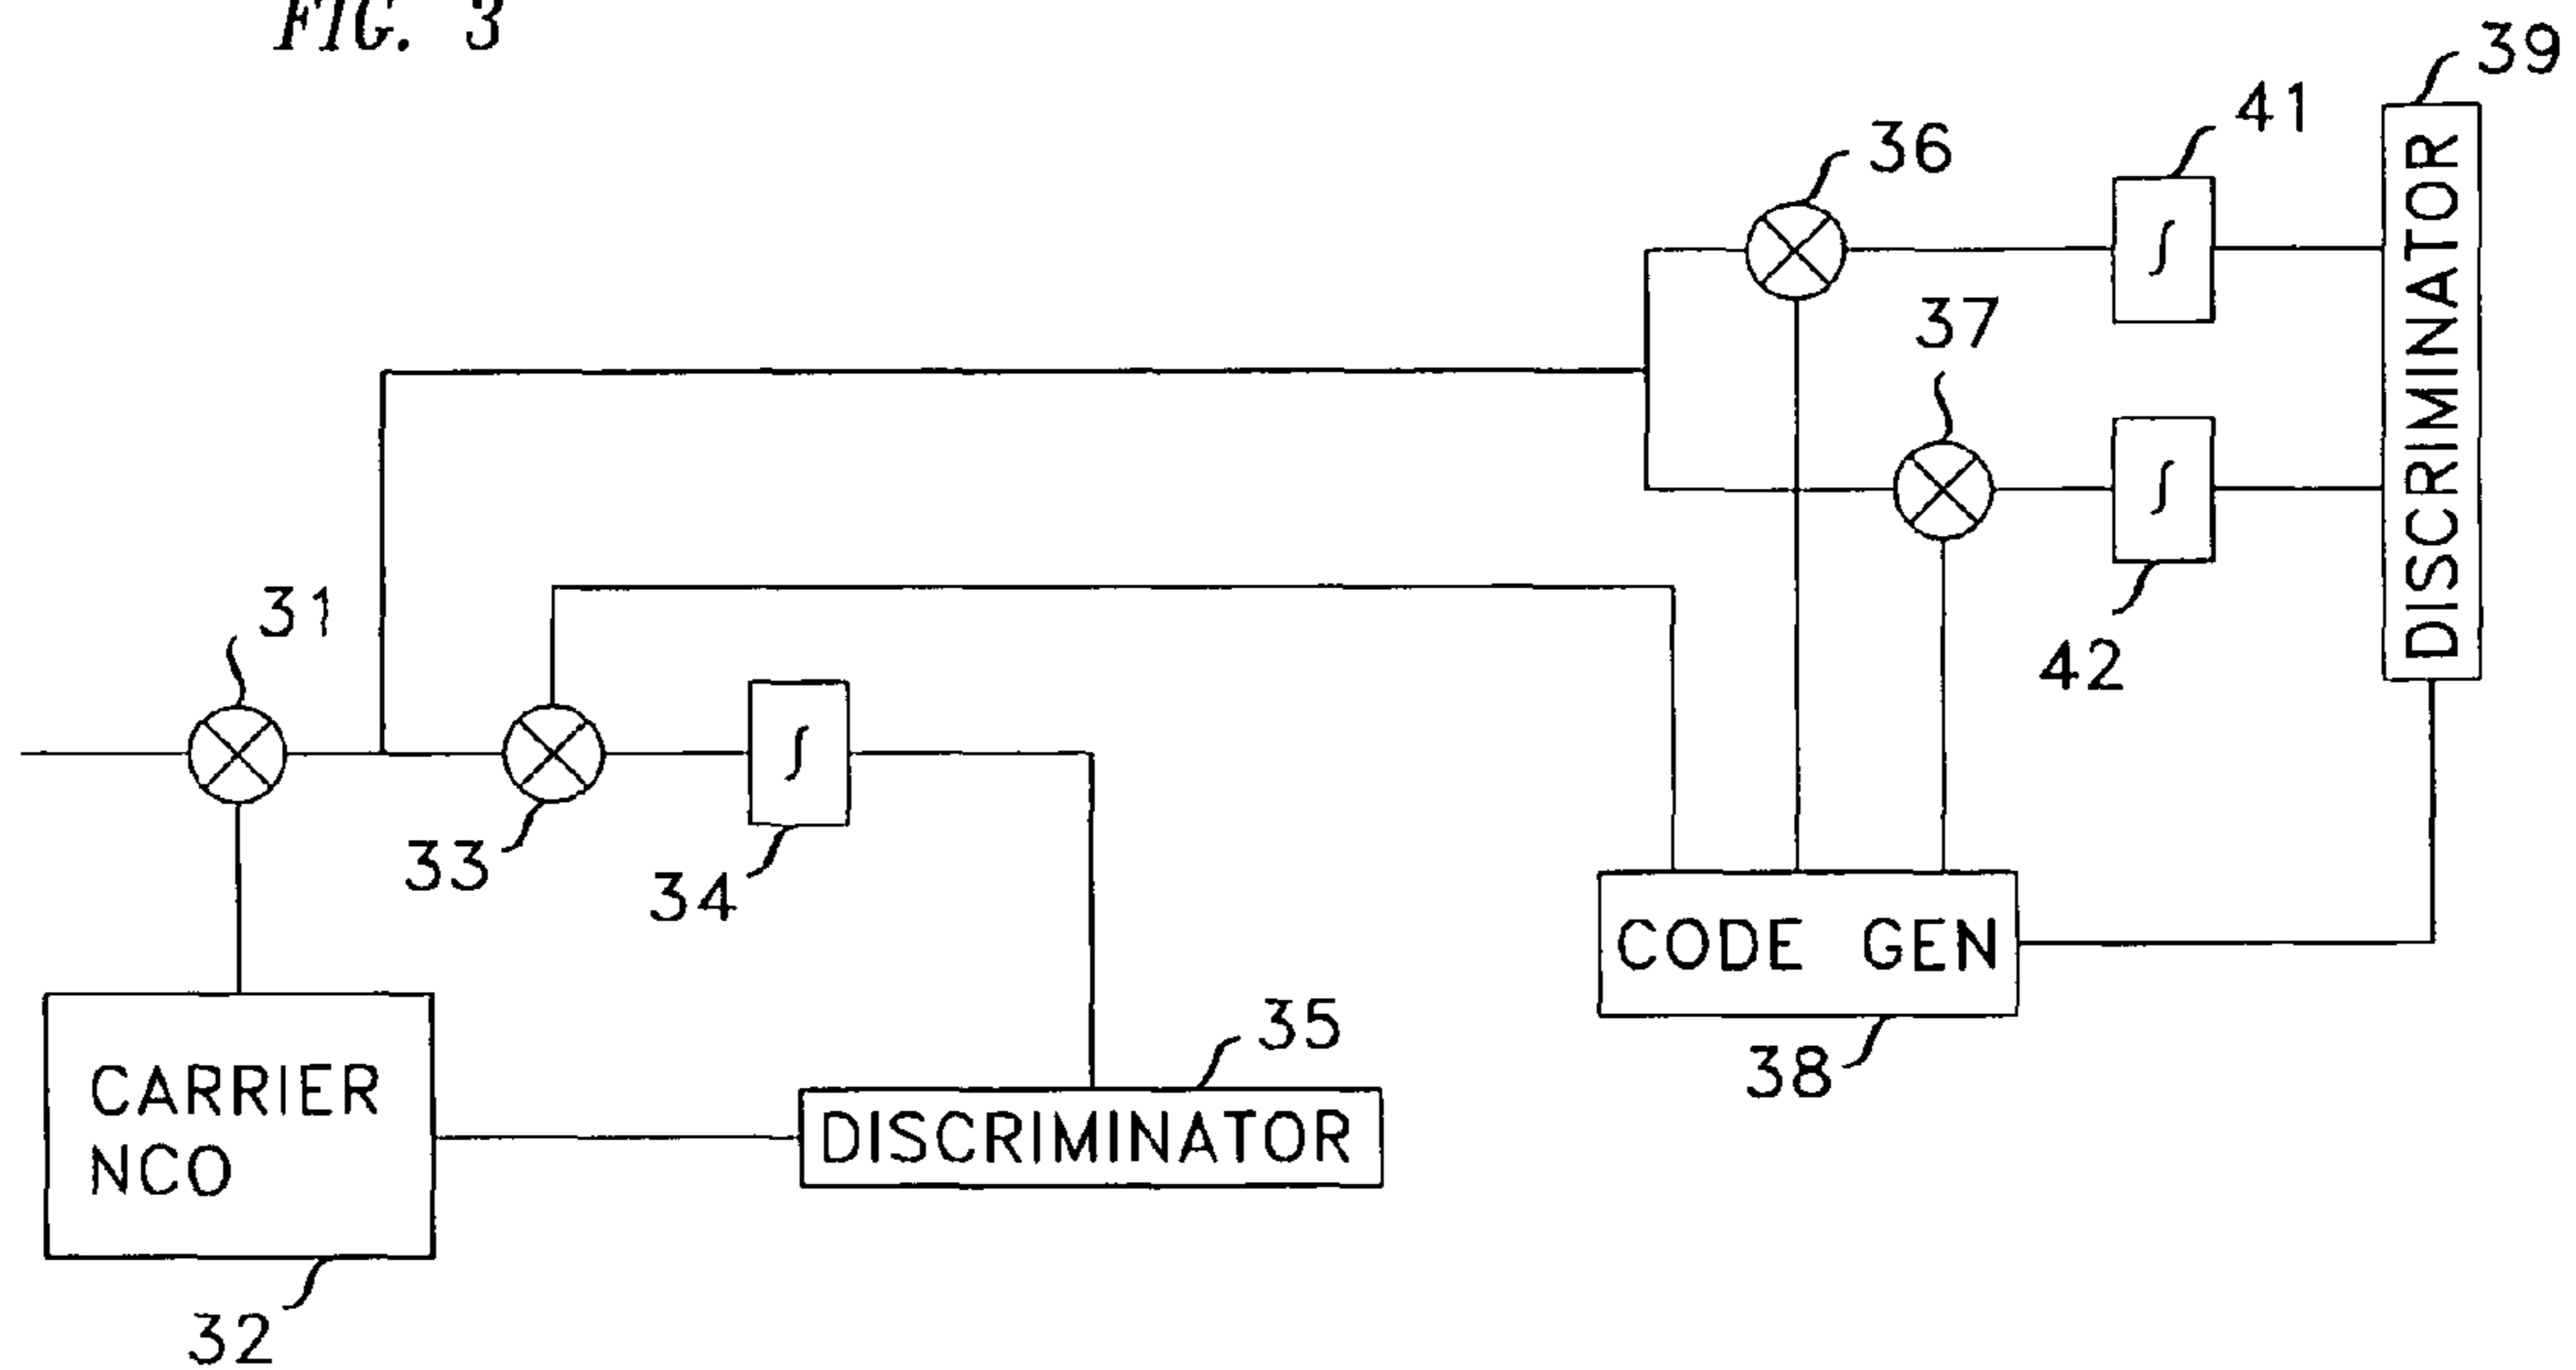 FIG. 3
39
41
36
37
DISCRIMINATOR
42
31
33
34
CODE GEN
38
35
CARRIER
NCO
DISCRIMINATOR
32
∫
∫
∫